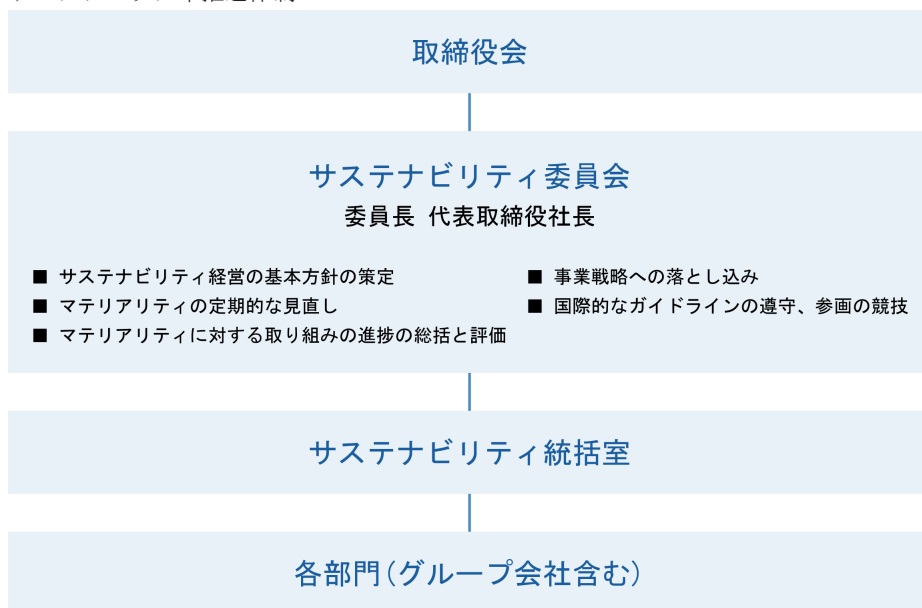 取締役会
サステナビリティ委員会
委員長 代表取締役社長
■ サステナビリティ経営の基本方針の策定
■ マテリアリティの定期的な見直し
■ マテリアリティに対する取り組みの進捗の総括と評価
■ 事業戦略への落とし込み
■ 国際的なガイドラインの遵守、参画の競技
サステナビリティ統括室
各部門(グループ会社含む)